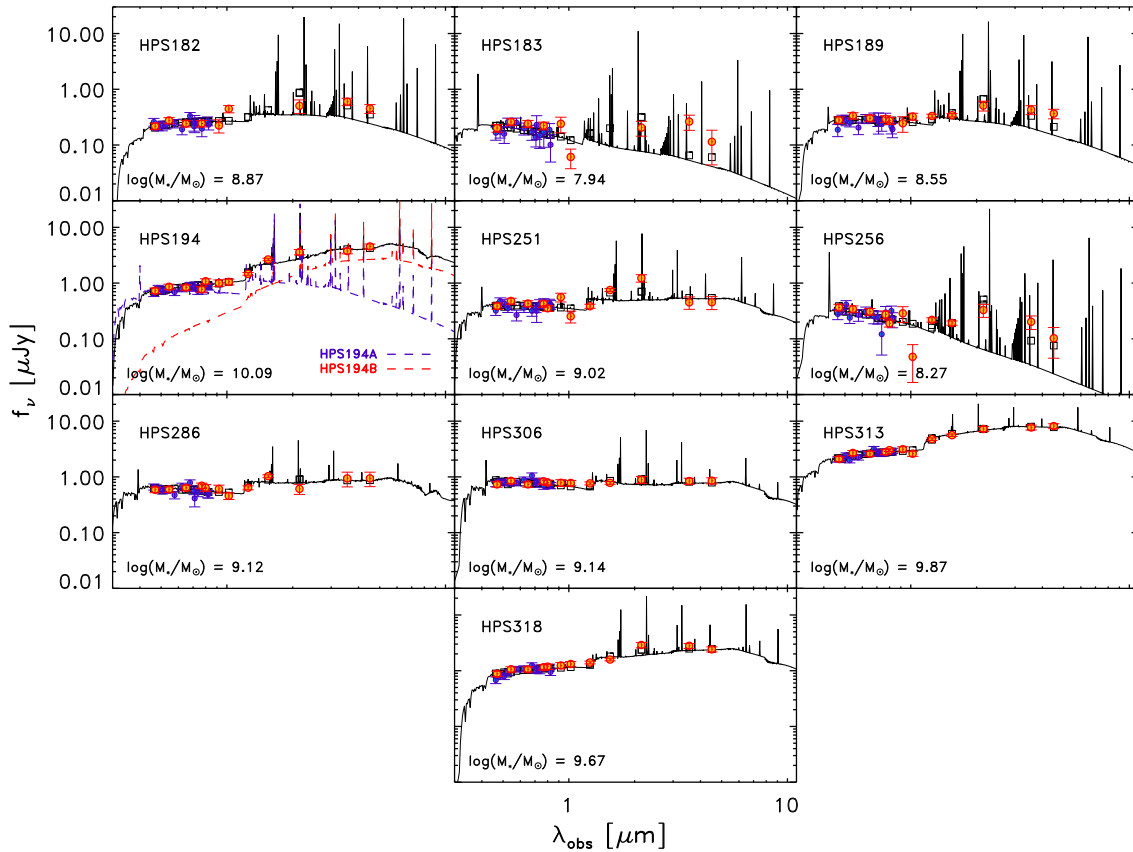 HPS182
HPS183
HPS189
10.00
1.00
0.10
0.01
log(M⋆/M☉) = 8.87
log(M⋆/M☉) = 7.94
log(M⋆/M☉) = 8.55
HPS194
HPS251
HPS256
10.00
1.00
0.10
0.01
HPS194A
HPS194B
log(M⋆/M☉) = 10.09
log(M⋆/M☉) = 9.02
log(M⋆/M☉) = 8.27
fν [μJy]
HPS286
HPS306
HPS313
10.00
1.00
0.10
0.01
log(M⋆/M☉) = 9.12
log(M⋆/M☉) = 9.14
log(M⋆/M☉) = 9.87
HPS318
log(M⋆/M☉) = 9.67
1
10
λobs [μm]